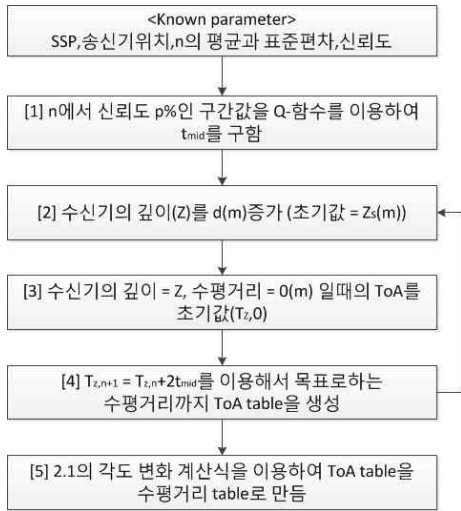 <Known parameter>
SSP,송신기위치,n의 평균과 표준편차,신뢰도
[1] n에서 신뢰도 p%인 구간값을 Q-함수를 이용하여
tmid를 구함
[2] 수신기의 깊이(Z)를 d(m)증가 (초기값 = Zs(m))
[3] 수신기의 깊이 = Z, 수평거리 = 0(m) 일때의 ToA를
초기값(Tz,0)
[4] Tz,n+1 = Tz,n+2tmid를 이용해서 목표로하는
수평거리까지 ToA table을 생성
[5] 2.1의 각도 변화 계산식을 이용하여 ToA table을
수평거리 table로 만듬